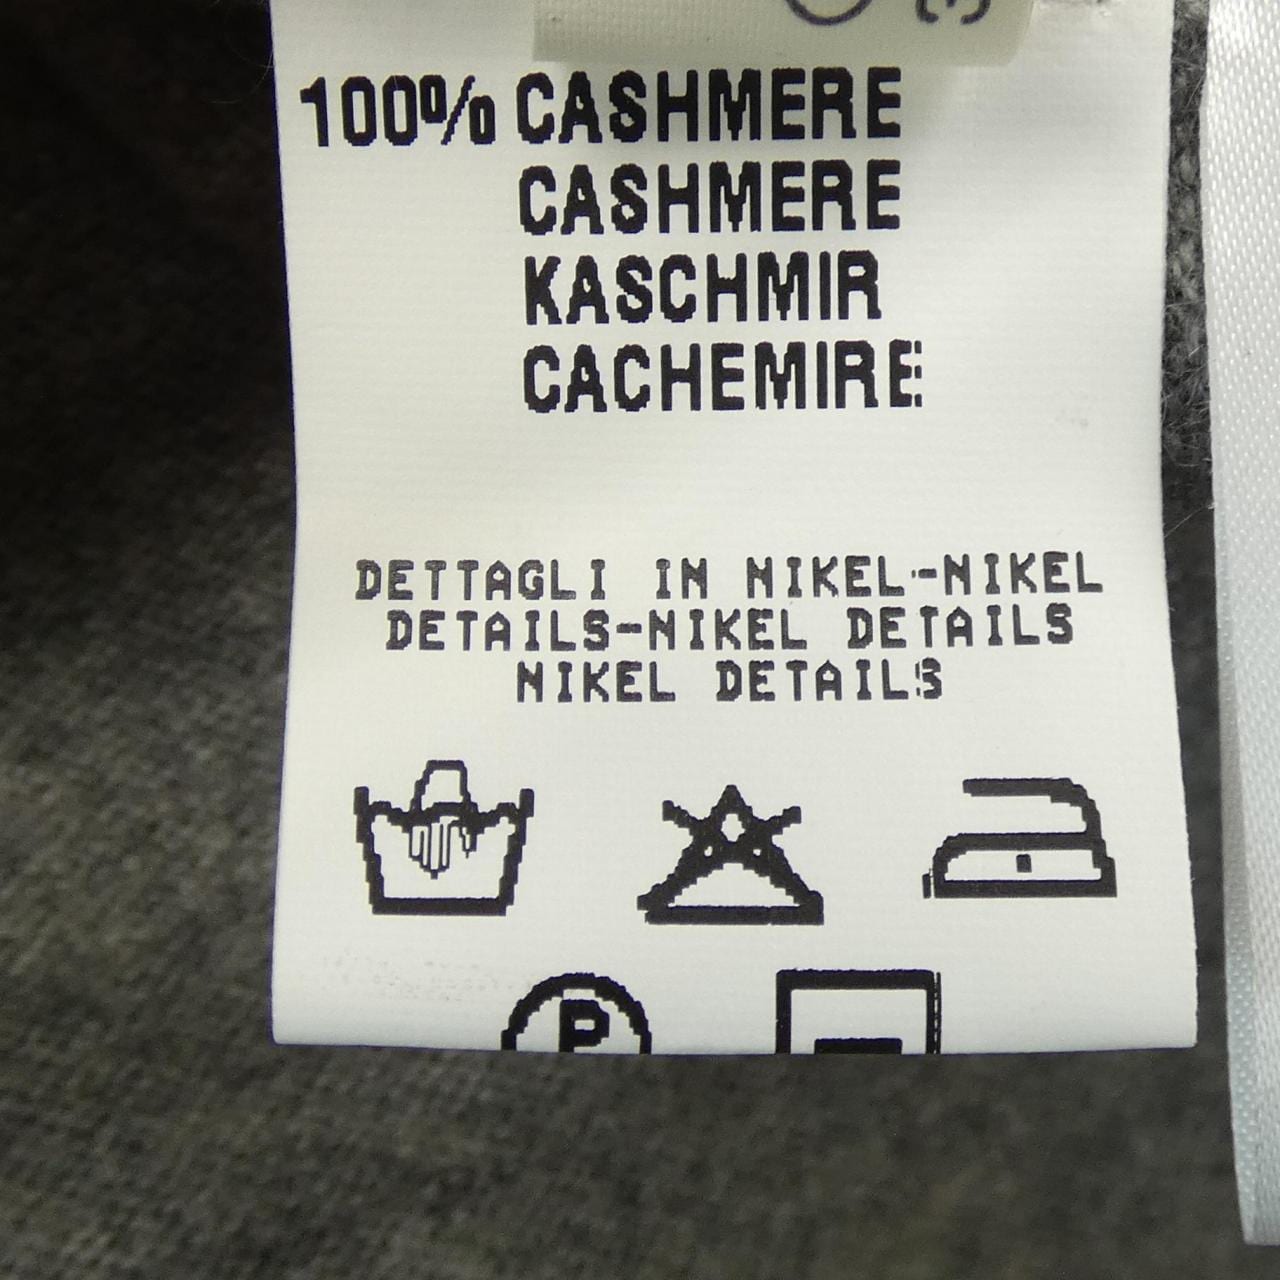 100% CASHMERE
CASHMERE
KASCHMIR
CACHEMIRE
DETTAGLI IN NIKEL-NIKEL
DETAILS-NIKEL DETAILS
NIKEL DETAILS
P